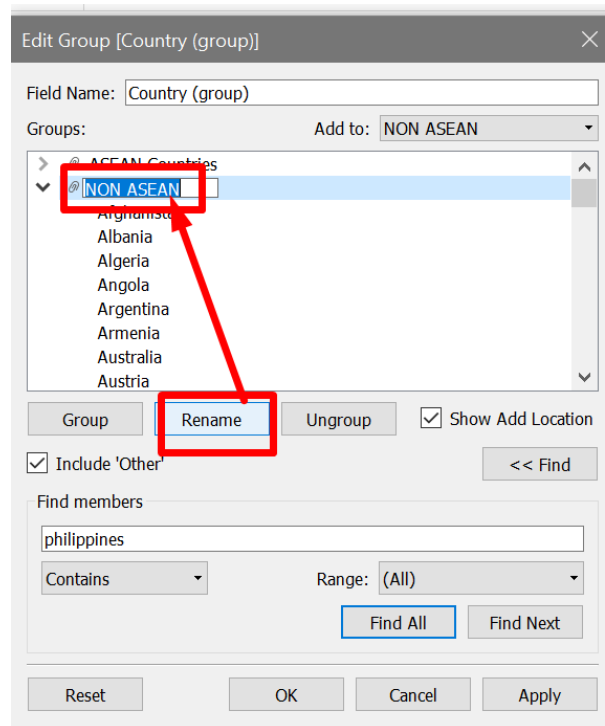 Edit Group [Country (group)]
Field Name: Country (group)
Groups: Add to: NON ASEAN
ASEAN Countries
NON ASEAN
Afghanistan
Albania
Algeria
Angola
Argentina
Armenia
Australia
Austria
Group Rename Ungroup Show Add Location
Include 'Other' << Find
Find members
philippines
Contains Range: (All)
Find All Find Next
Reset OK Cancel Apply